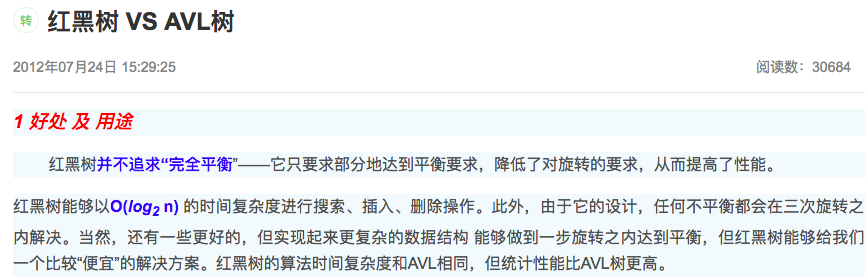 转 红黑树 VS AVL树
2012年07月24日 15:29:25 阅读数：30684
1 好处 及 用途
红黑树并不追求“完全平衡”——它只要求部分地达到平衡要求，降低了对旋转的要求，从而提高了性能。
红黑树能够以O(log2 n) 的时间复杂度进行搜索、插入、删除操作。此外，由于它的设计，任何不平衡都会在三次旋转之
内解决。当然，还有一些更好的，但实现起来更复杂的数据结构 能够做到一步旋转之内达到平衡，但红黑树能够给我们
一个比较“便宜”的解决方案。红黑树的算法时间复杂度和AVL相同，但统计性能比AVL树更高。